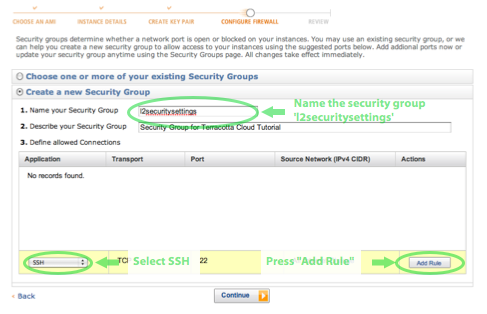 CHOOSE AN AMI INSTANCE DETAILS CREATE KEY PAIR CONFIGURE FIREWALL REVIEW
Security groups determine whether a network port is open or blocked on your instances. You may use an existing security group, or we
can help you create a new security group to allow access to your instances using the suggested ports below. Add addional ports now or
update your security group anytime using the Security Groups page. All changes take effect immediately.
Choose one or more of your existing Security Groups
Create a new Security Group
1. Name your Security Group l2securitysettings
Name the security group
'l2securitysettings'
2. Describe your Security Group Security Group for Terracotta Cloud Tutorial
3. Define allowed Connections
Application Transport Port Source Network (IPv4 CIDR) Actions
No records found.
SSH TCP Select SSH 22 Press "Add Rule" Add Rule
< Back Continue